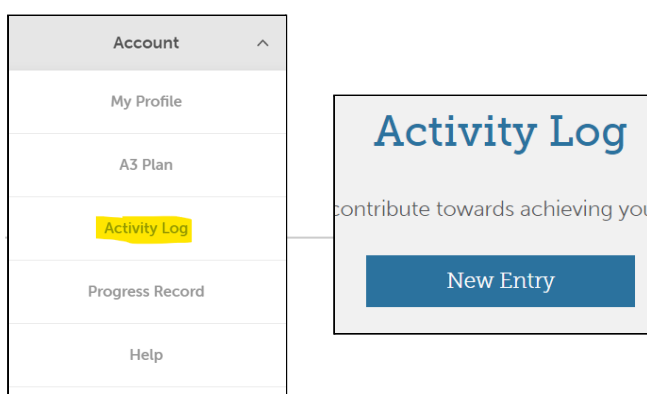 Account
My Profile
A3 Plan
Activity Log
Progress Record
Help
Activity Log
contribute towards achieving you
New Entry